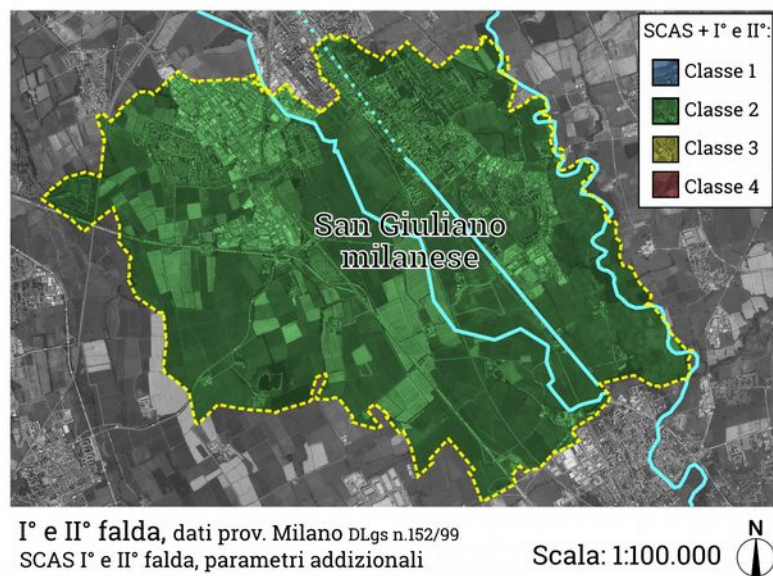 SCAS + I° e II°:
Classe 1
Classe 2
Classe 3
Classe 4
San Giuliano
milanese
I° e II° falda, dati prov. Milano DLgs n.152/99
SCAS I° e II° falda, parametri addizionali
Scala: 1:100.000
N